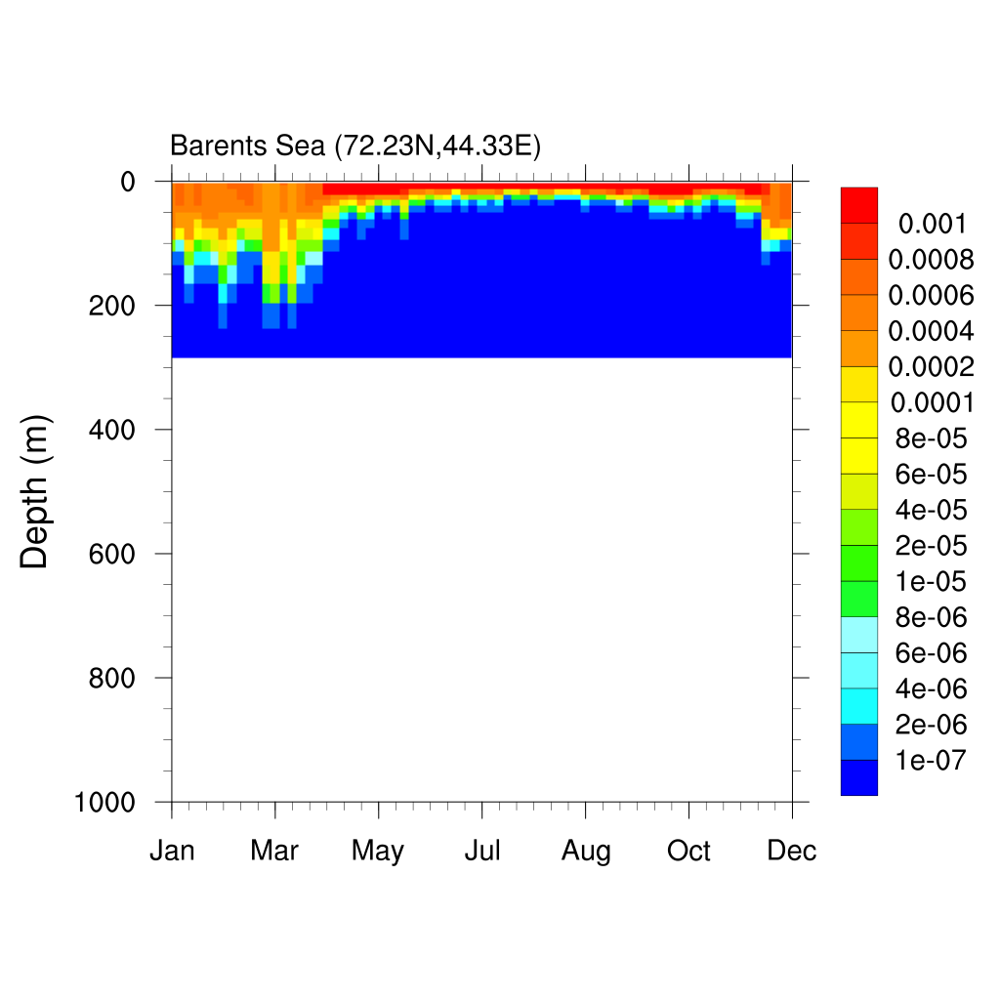 Barents Sea (72.23N,44.33E)
0
200
400
600
800
1000
Depth (m)
Jan Mar May Jul Aug Oct Dec
0.001
0.0008
0.0006
0.0004
0.0002
0.0001
8e-05
6e-05
4e-05
2e-05
1e-05
8e-06
6e-06
4e-06
2e-06
1e-07